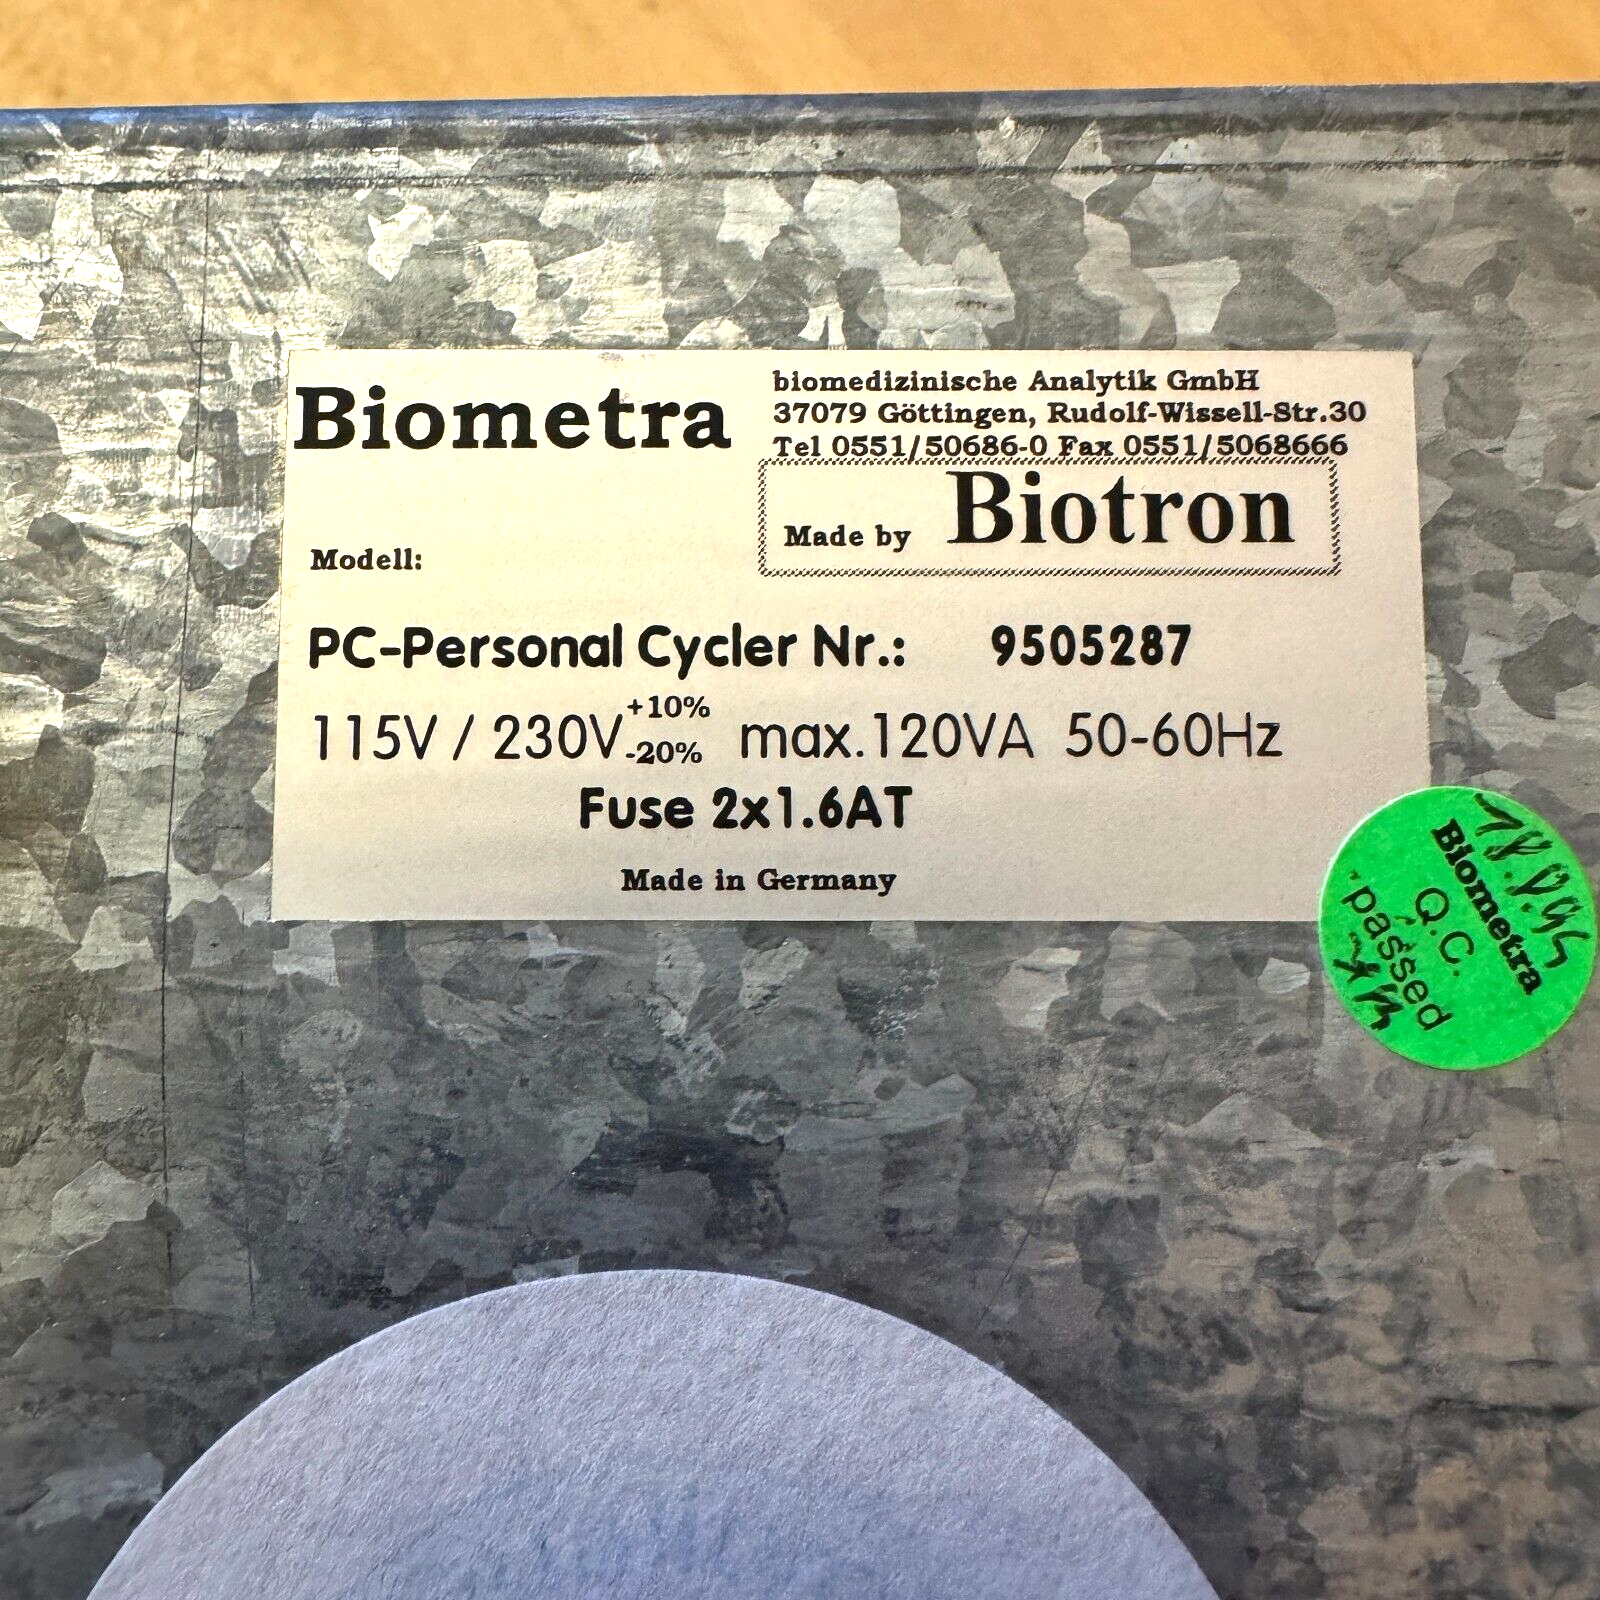 Biometra
biomedizinische Analytik GmbH
37079 Göttingen, Rudolf-Wissell-Str.30
Tel 0551/50686-0 Fax 0551/5068666
Made by Biotron
Modell:
PC-Personal Cycler Nr.: 9505287
115V / 230V +10% -20% max.120VA 50-60Hz
Fuse 2x1.6AT
Made in Germany
Biometra
Q.C.
passed